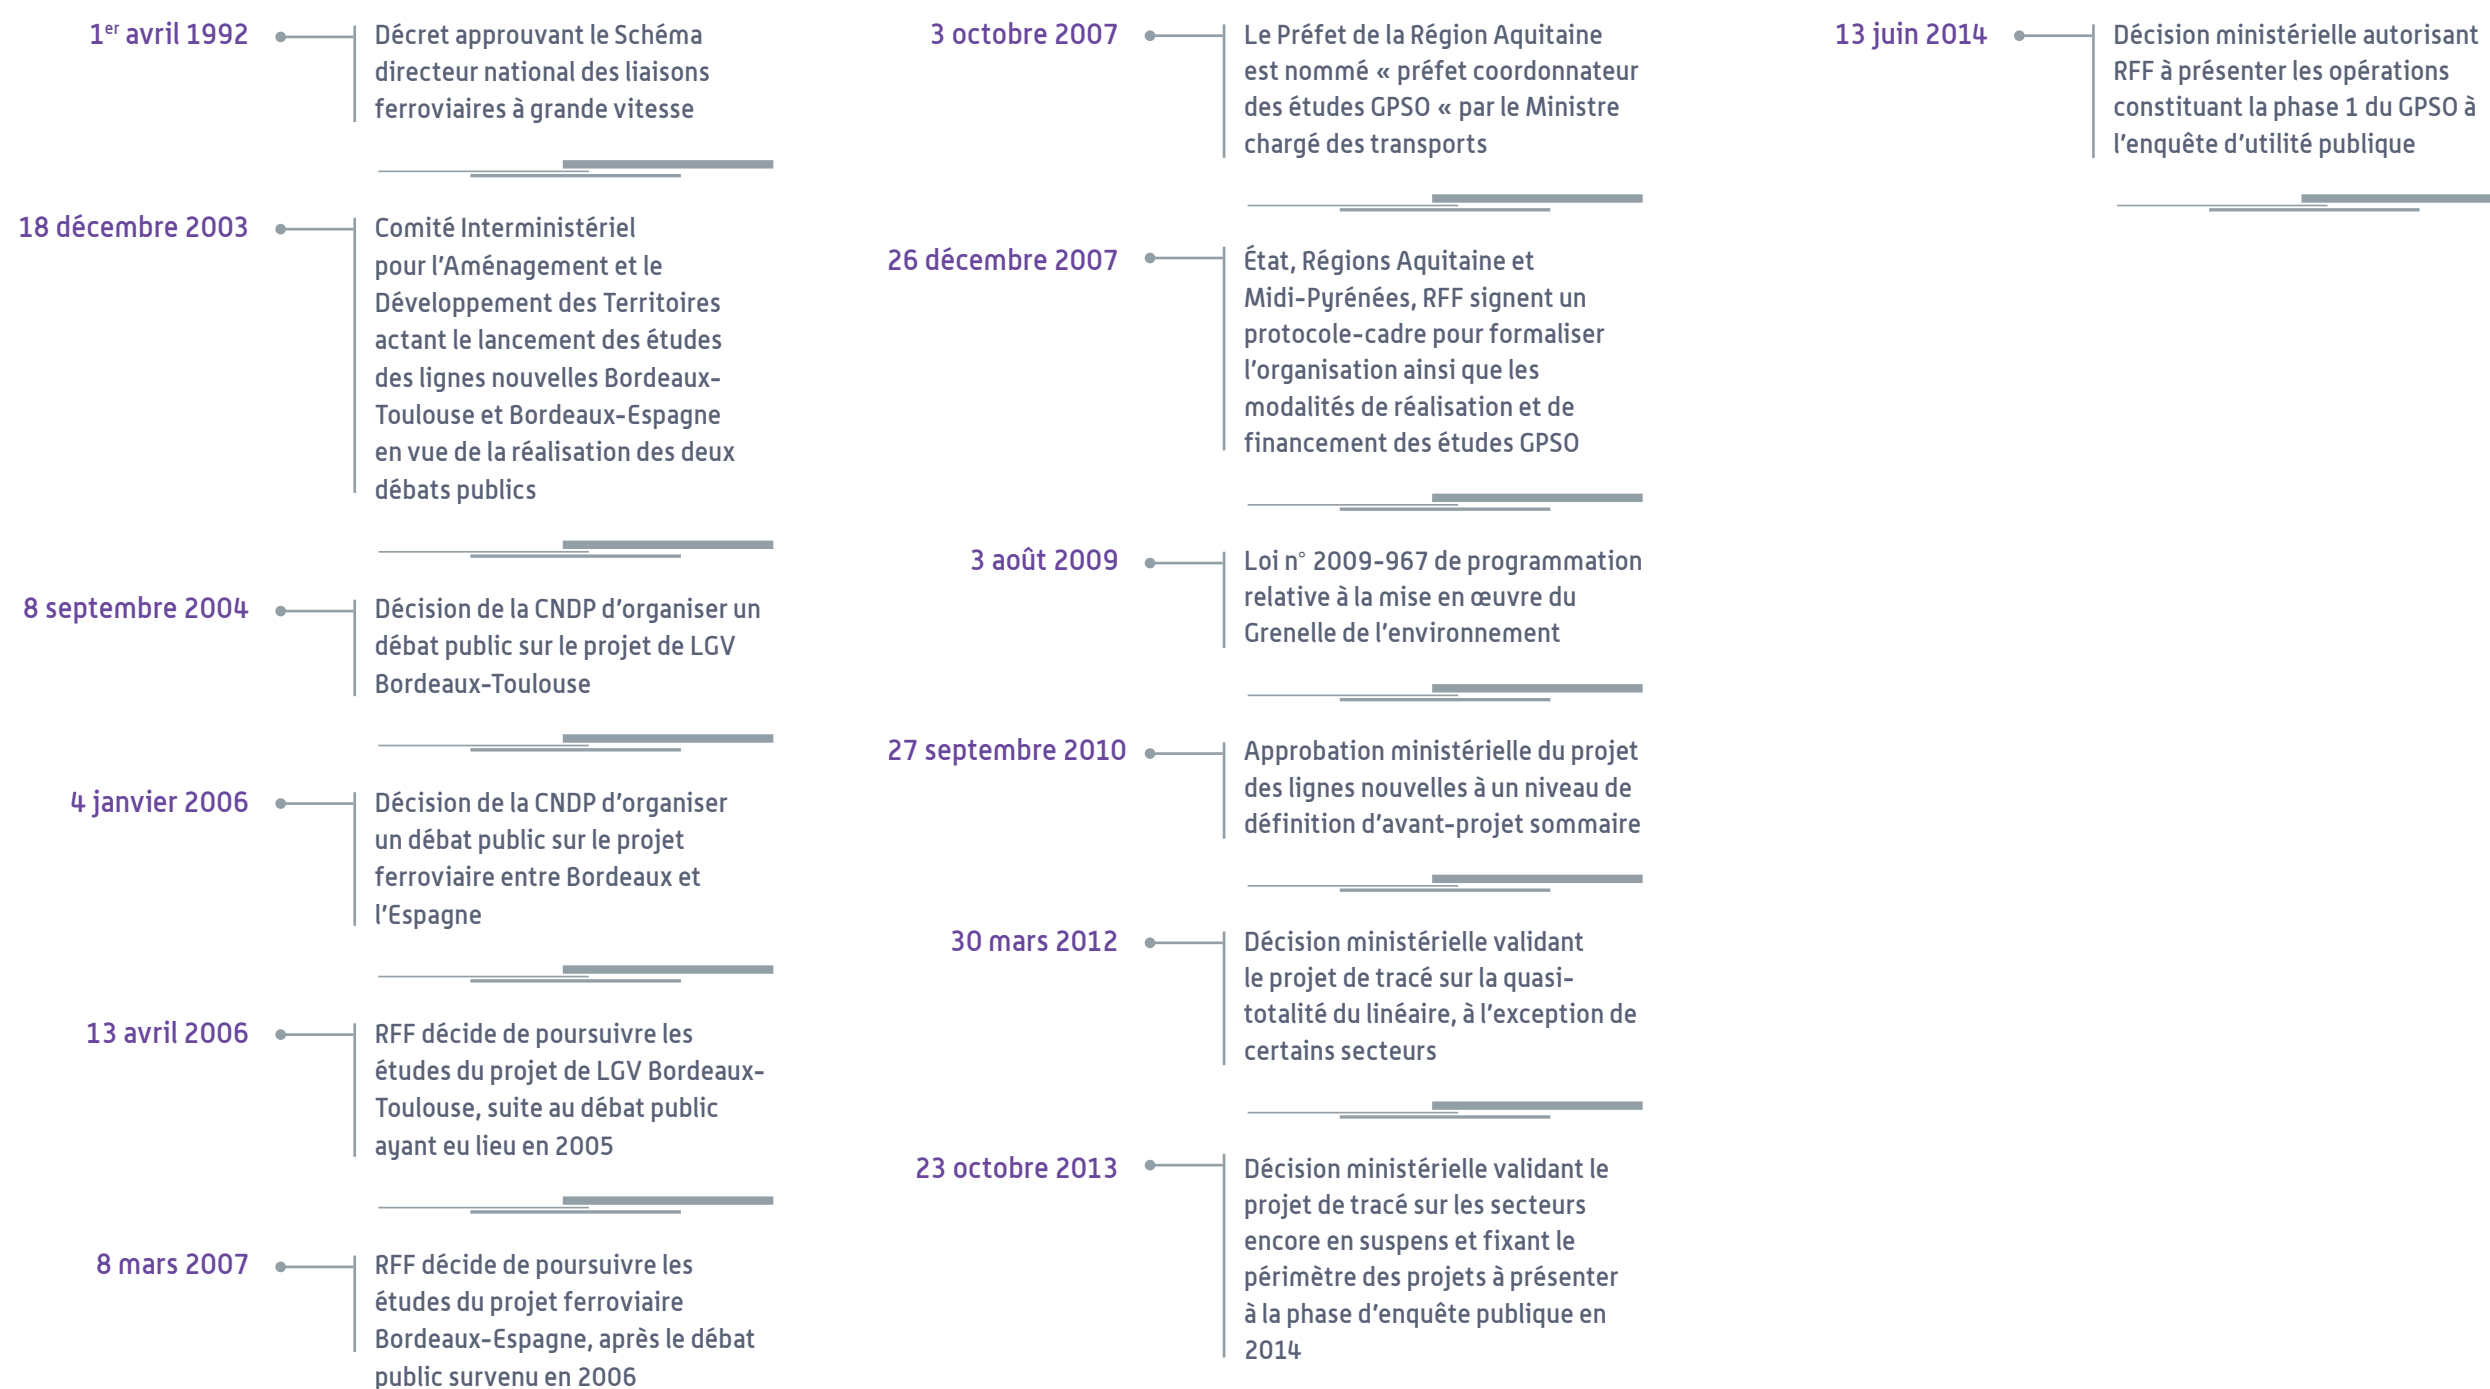 1er avril 1992
Décret approuvant le Schéma
directeur national des liaisons
ferroviaires à grande vitesse
18 décembre 2003
Comité Interministériel
pour l’Aménagement et le
Développement des Territoires
actant le lancement des études
des lignes nouvelles Bordeaux-
Toulouse et Bordeaux-Espagne
en vue de la réalisation des deux
débats publics
8 septembre 2004
Décision de la CNDP d’organiser un
débat public sur le projet de LGV
Bordeaux-Toulouse
4 janvier 2006
Décision de la CNDP d’organiser
un débat public sur le projet
ferroviaire entre Bordeaux et
l’Espagne
13 avril 2006
RFF décide de poursuivre les
études du projet de LGV Bordeaux-
Toulouse, suite au débat public
ayant eu lieu en 2005
8 mars 2007
RFF décide de poursuivre les
études du projet ferroviaire
Bordeaux-Espagne, après le débat
public survenu en 2006
3 octobre 2007
Le Préfet de la Région Aquitaine
est nommé « préfet coordonnateur
des études GPSO « par le Ministre
chargé des transports
26 décembre 2007
État, Régions Aquitaine et
Midi-Pyrénées, RFF signent un
protocole-cadre pour formaliser
l’organisation ainsi que les
modalités de réalisation et de
financement des études GPSO
3 août 2009
Loi n° 2009-967 de programmation
relative à la mise en œuvre du
Grenelle de l’environnement
27 septembre 2010
Approbation ministérielle du projet
des lignes nouvelles à un niveau de
définition d’avant-projet sommaire
30 mars 2012
Décision ministérielle validant
le projet de tracé sur la quasi-
totalité du linéaire, à l’exception de
certains secteurs
23 octobre 2013
Décision ministérielle validant le
projet de tracé sur les secteurs
encore en suspens et fixant le
périmètre des projets à présenter
à la phase d’enquête publique en
2014
13 juin 2014
Décision ministérielle autorisant
RFF à présenter les opérations
constituant la phase 1 du GPSO à
l’enquête d’utilité publique